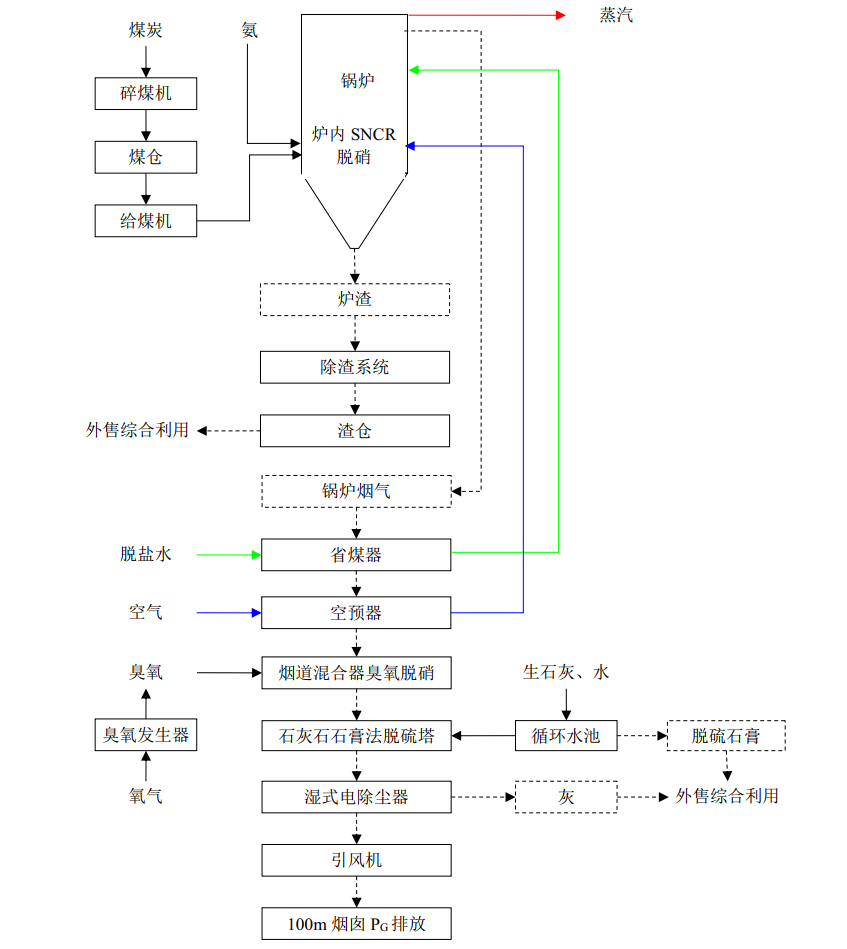 煤炭
氨
蒸汽
锅炉
碎煤机
炉内 SNCR
脱硝
煤仓
给煤机
炉渣
除渣系统
外售综合利用
渣仓
锅炉烟气
脱盐水
省煤器
空气
空预器
臭氧
烟道混合器臭氧脱硝
生石灰、水
臭氧发生器
石灰石石膏法脱硫塔
循环水池
脱硫石膏
氧气
湿式电除尘器
灰
外售综合利用
引风机
100m 烟囱 PG 排放